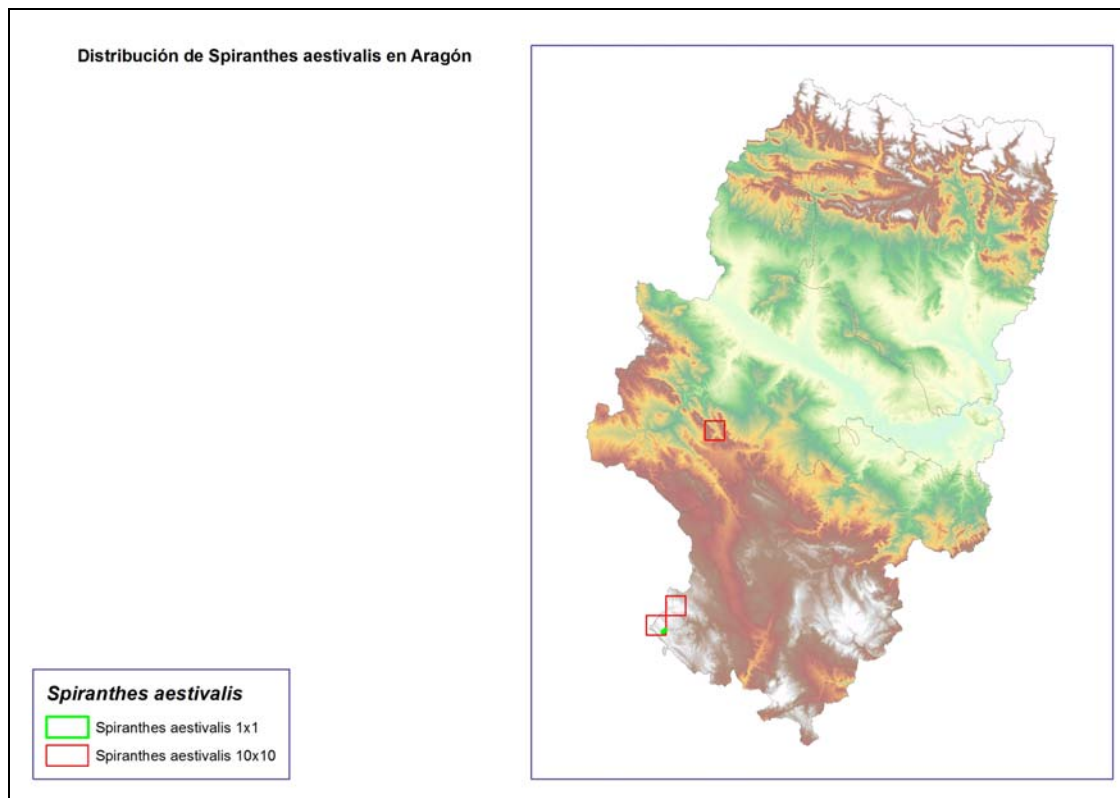 Distribución de Spiranthes aestivalis en Aragón
Spiranthes aestivalis
Spiranthes aestivalis 1x1
Spiranthes aestivalis 10x10